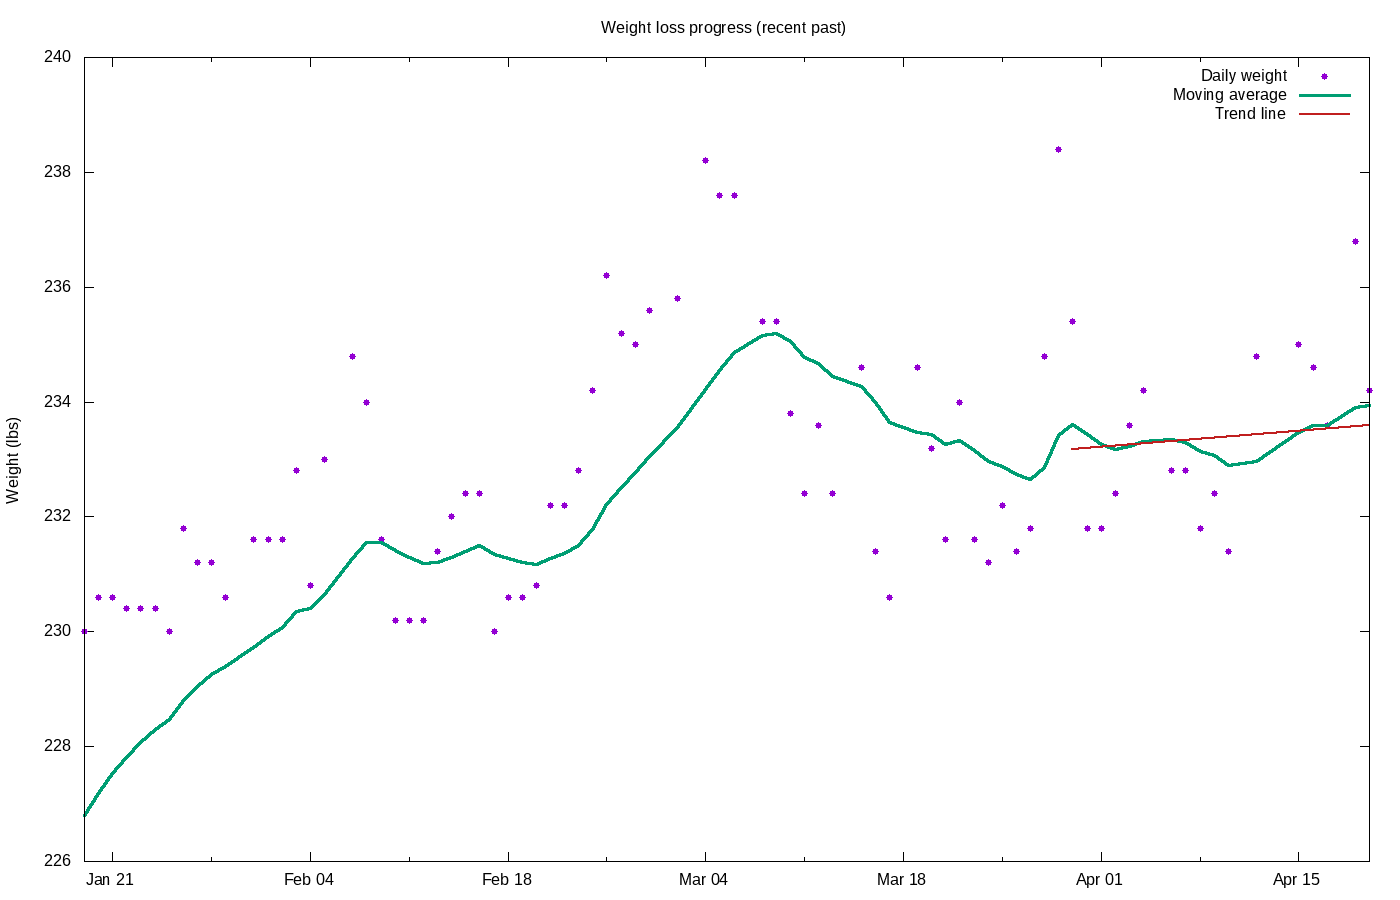 Weight loss progress (recent past)
240
238
236
234
232
230
228
226
Weight (lbs)
Daily weight
Moving average
Trend line
Jan 21 Feb 04 Feb 18 Mar 04 Mar 18 Apr 01 Apr 15